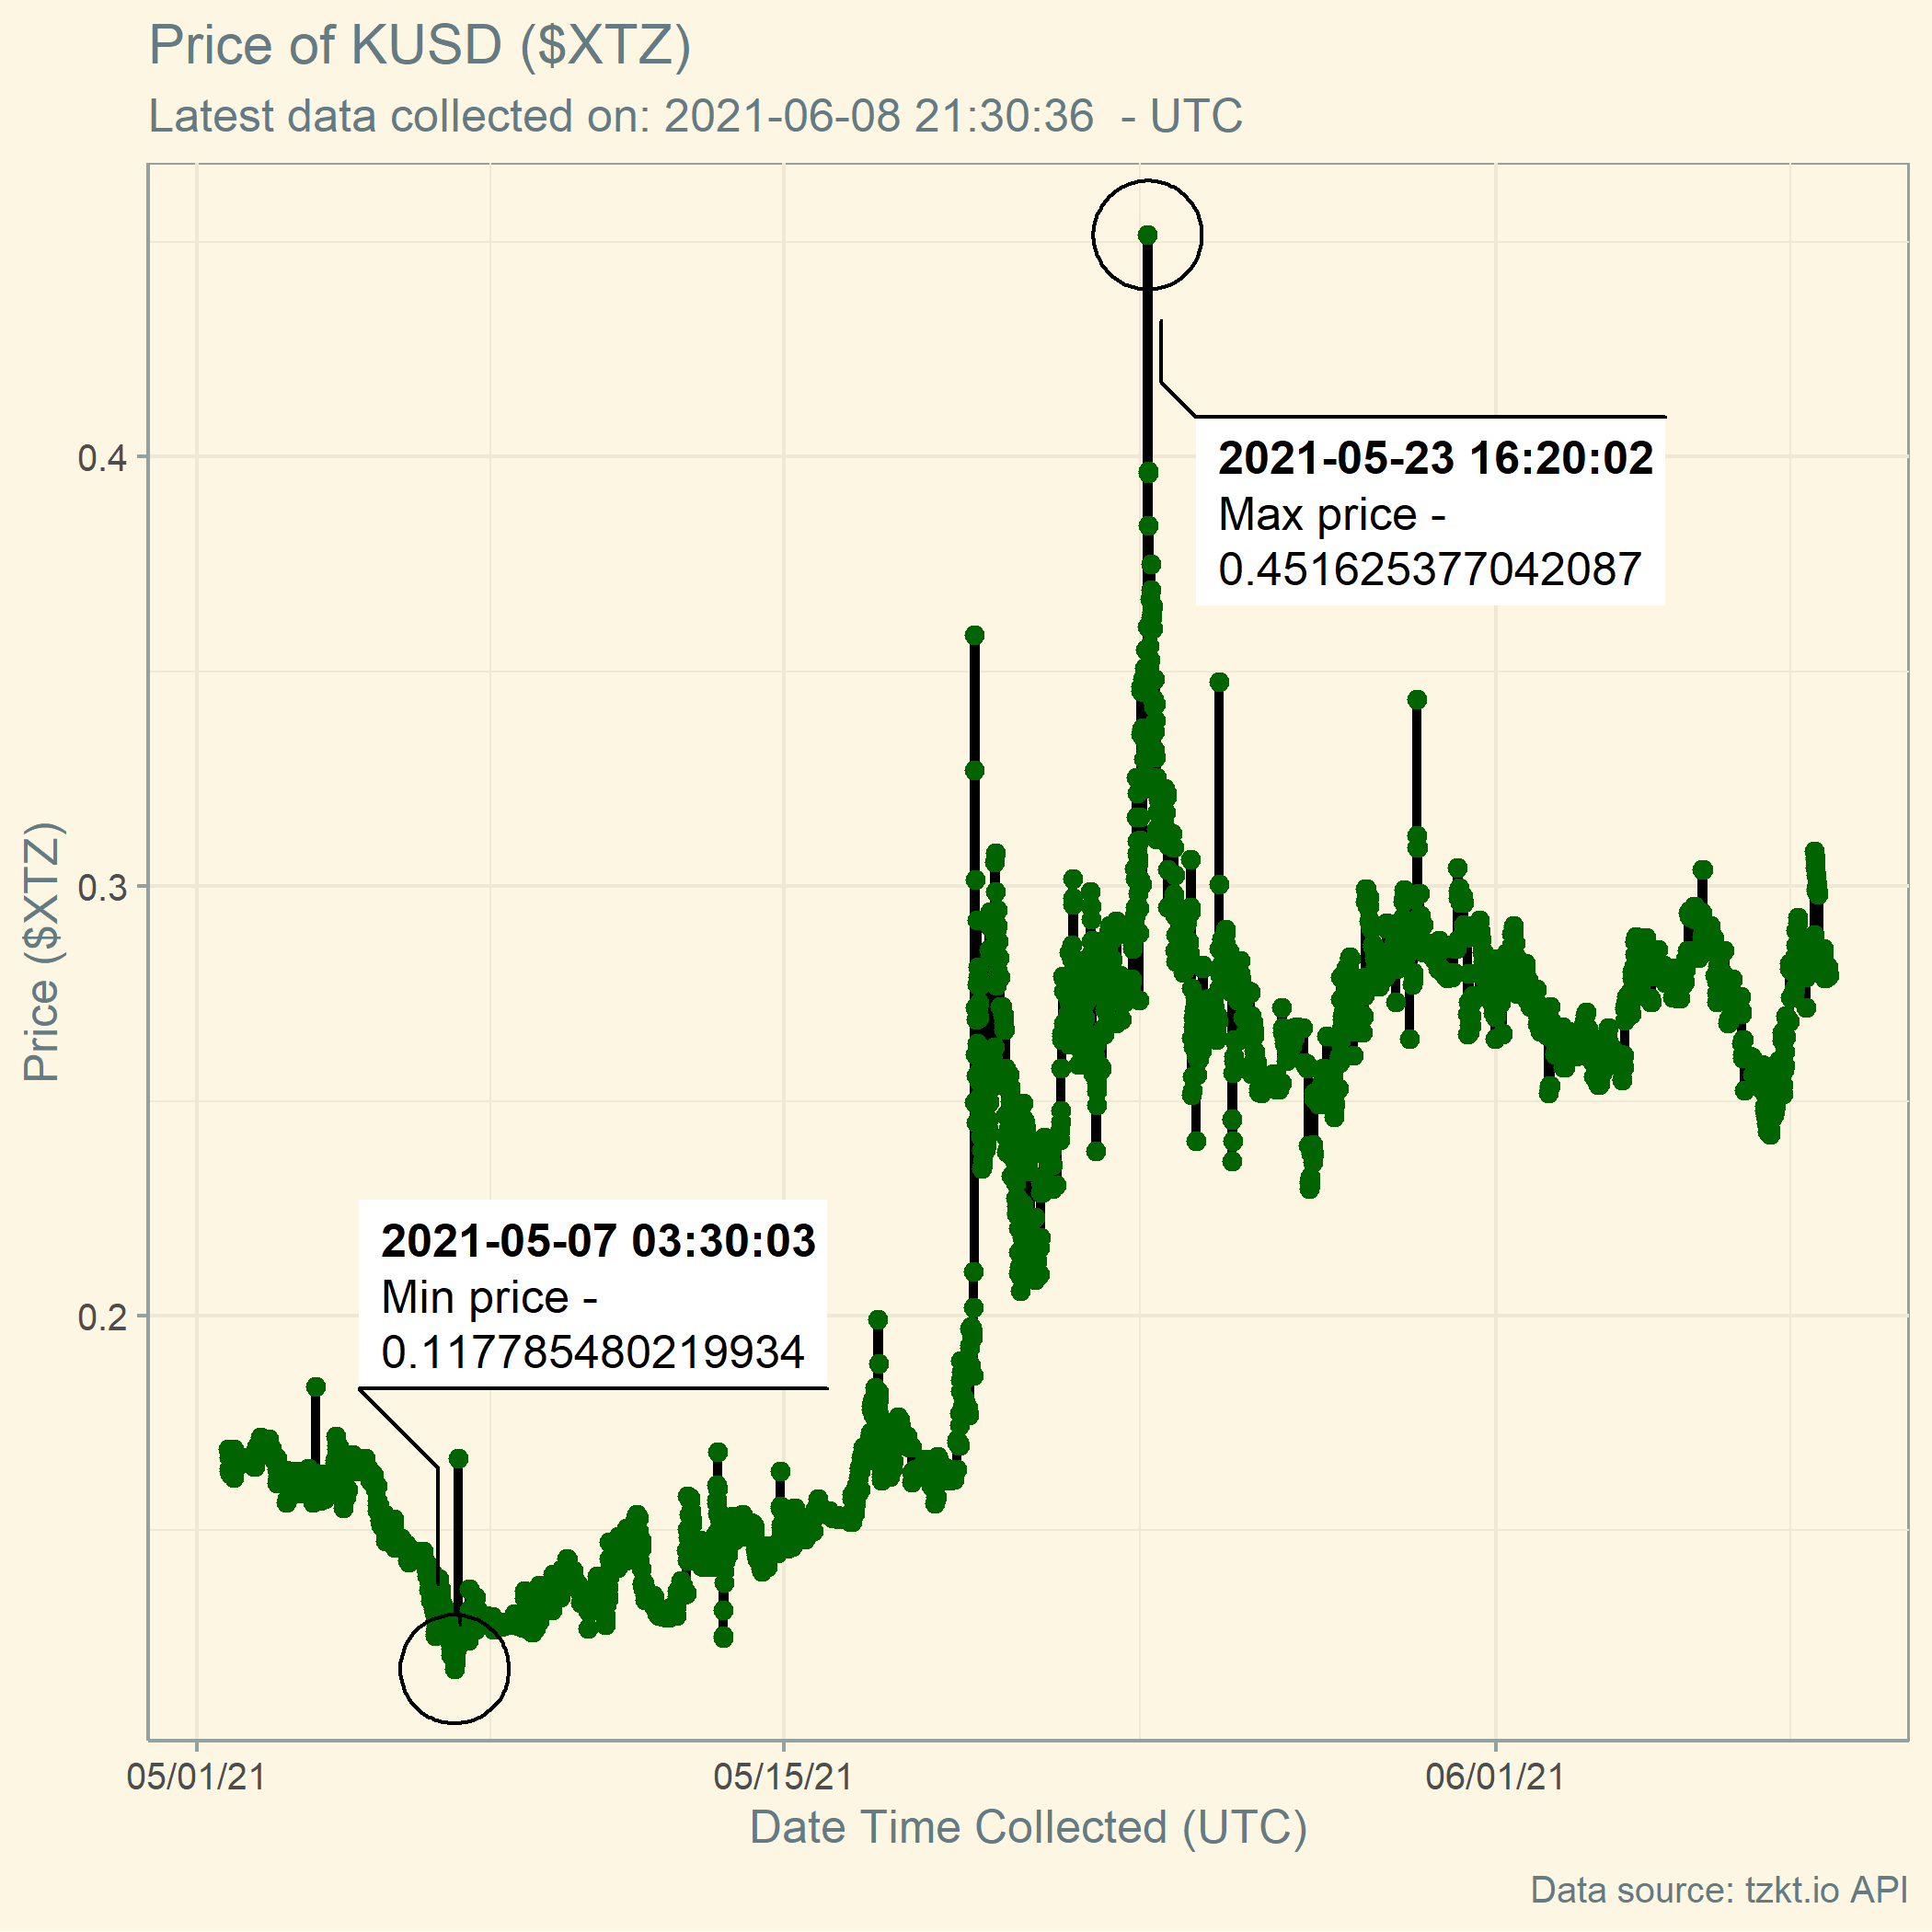 Price of KUSD ($XTZ)
Latest data collected on: 2021-06-08 21:30:36  - UTC
Price ($XTZ)
0.4
0.3
0.2
2021-05-23 16:20:02
Max price -
0.451625377042087
2021-05-07 03:30:03
Min price -
0.117785480219934
05/01/21
05/15/21
06/01/21
Date Time Collected (UTC)
Data source: tzkt.io API